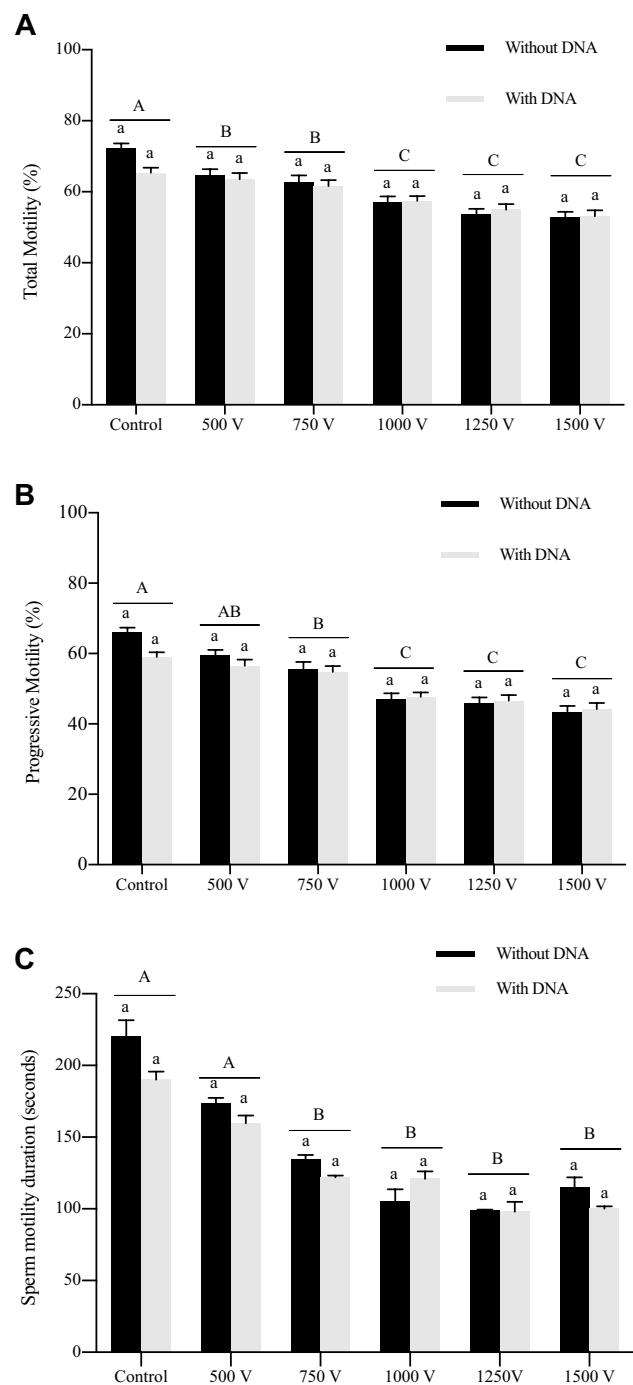 A
Without DNA
With DNA
Total Motility (%)
100
80
60
40
20
0
A
B
B
C
C
C
a a a a a a a a a a a a
Control 500 V 750 V 1000 V 1250 V 1500 V
B
Without DNA
With DNA
Progressive Motility (%)
100
80
60
40
20
0
A
AB
B
C
C
C
a a a a a a a a a a a a
Control 500 V 750 V 1000 V 1250 V 1500 V
C
Without DNA
With DNA
Sperm motility duration (seconds)
250
200
150
100
50
0
A
A
B
B
B
B
a a a a a a a a a a a a
Control 500 V 750 V 1000 V 1250V 1500 V